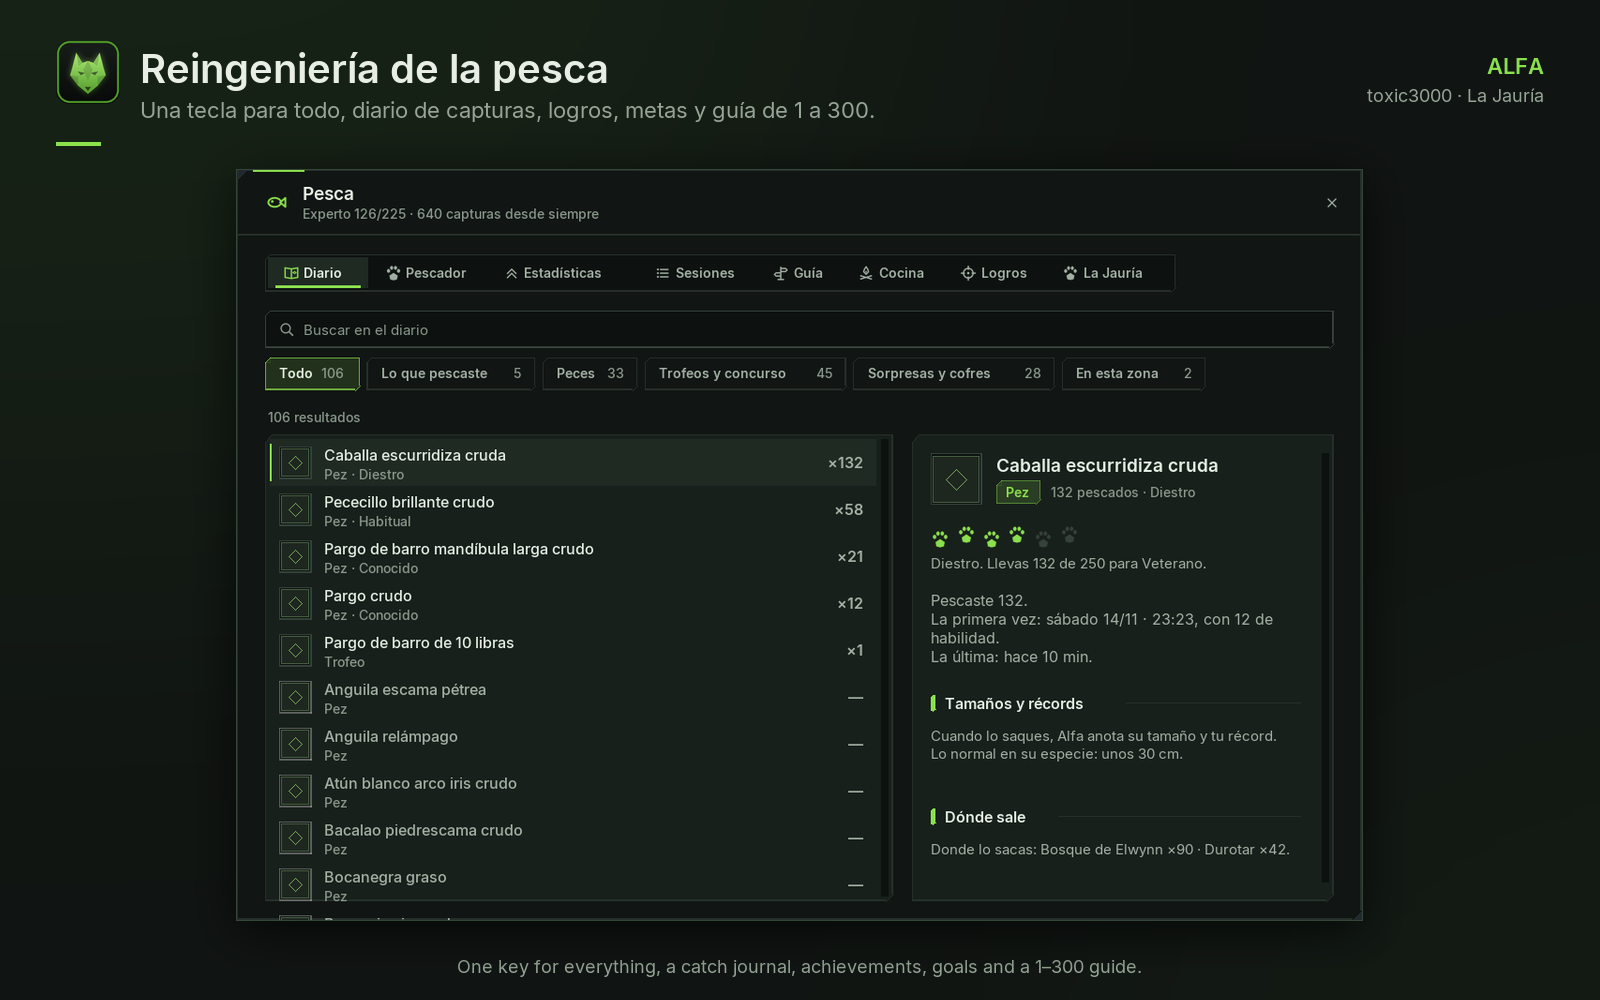 Reingeniería de la pesca
Una tecla para todo, diario de capturas, logros, metas y guía de 1 a 300.
ALFA
toxic3000 · La Jauría
Pesca
Experto 126/225 · 640 capturas desde siempre
Diario
Pescador
Estadísticas
Sesiones
Guía
Cocina
Logros
La Jauría
Buscar en el diario
Todo 106
Lo que pescaste 5
Peces 33
Trofeos y concurso 45
Sorpresas y cofres 28
En esta zona 2
106 resultados
Caballa escurridiza cruda
Pez · Diestro
×132
Pececillo brillante crudo
Pez · Habitual
×58
Pargo de barro mandíbula larga crudo
Pez · Conocido
×21
Pargo crudo
Pez · Conocido
×12
Pargo de barro de 10 libras
Trofeo
×1
Anguila escama pétrea
Pez
—
Anguila relámpago
Pez
—
Atún blanco arco iris crudo
Pez
—
Bacalao piedrescama crudo
Pez
—
Bocanegra graso
Pez
—
Caballa escurridiza cruda
Pez
132 pescados · Diestro
Diestro. Llevas 132 de 250 para Veterano.
Pescaste 132.
La primera vez: sábado 14/11 · 23:23, con 12 de
habilidad.
La última: hace 10 min.
Tamaños y récords
Cuando lo saques, Alfa anota su tamaño y tu récord.
Lo normal en su especie: unos 30 cm.
Dónde sale
Donde lo sacas: Bosque de Elwynn ×90 · Durotar ×42.
One key for everything, a catch journal, achievements, goals and a 1–300 guide.